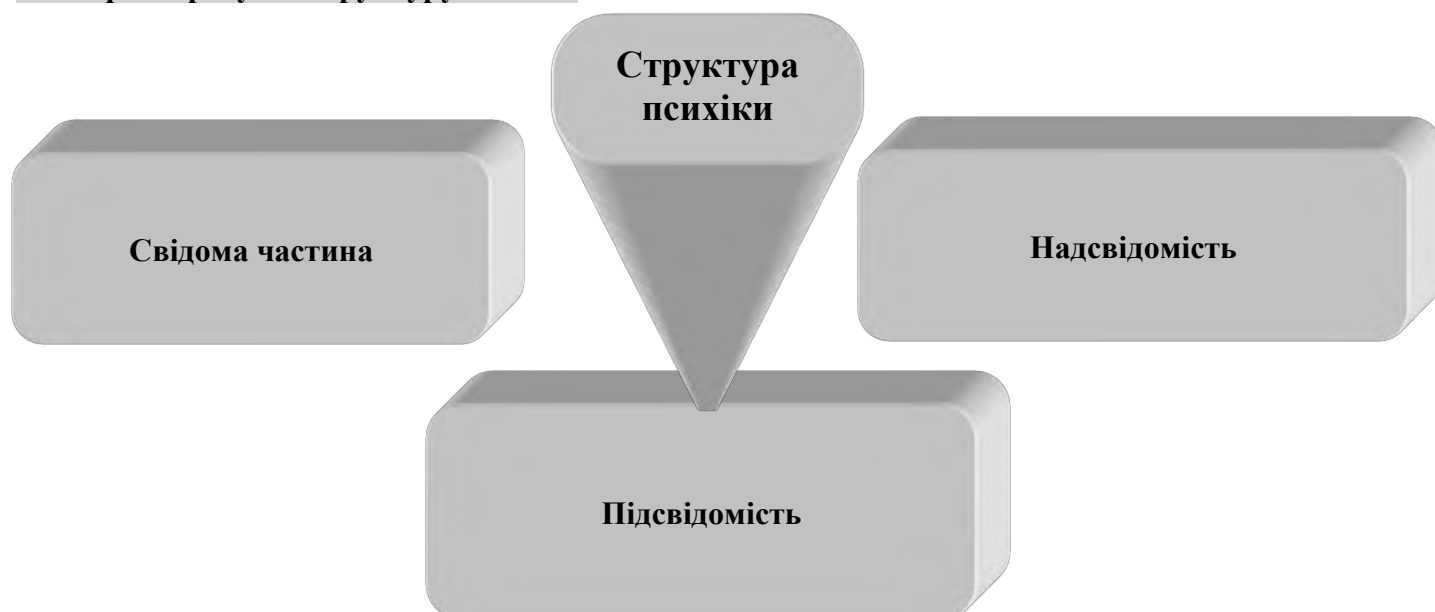 Структура
психіки
Свідома частина
Надсвідомість
Підсвідомість